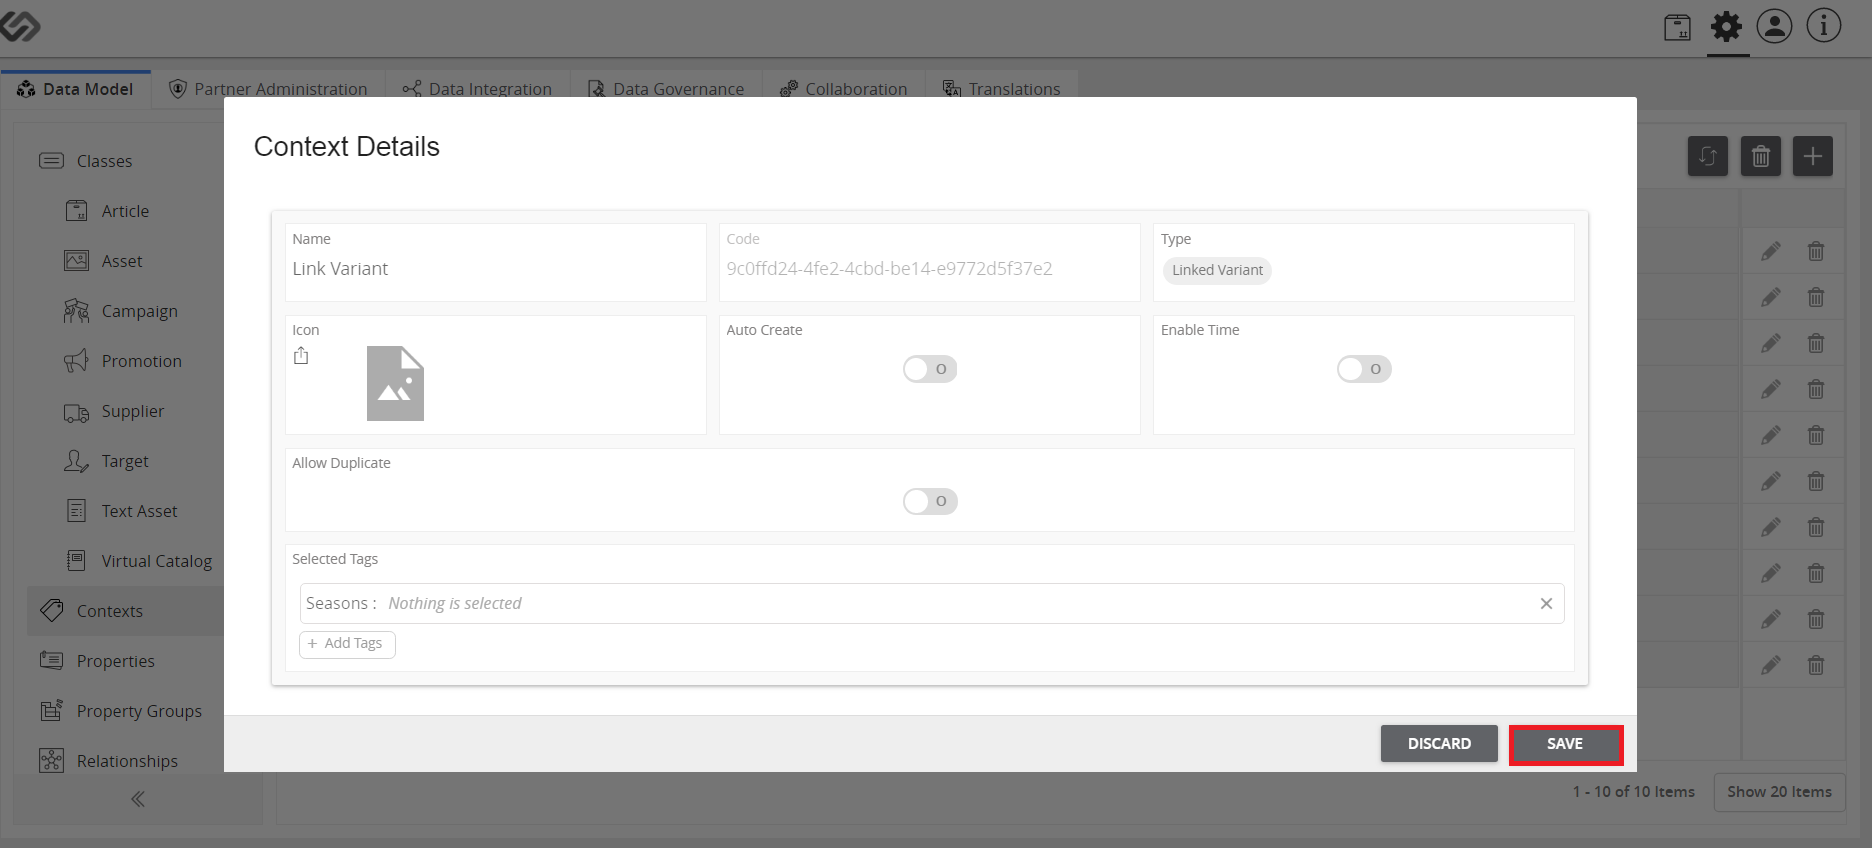 Data Model
Partner Administration
Data Integration
Data Governance
Collaboration
Translations
Classes
Article
Asset
Campaign
Promotion
Supplier
Target
Text Asset
Virtual Catalog
Contexts
Properties
Property Groups
Relationships
Context Details
Name
Link Variant
Code
9c0ffd24-4fe2-4cbd-be14-e9772d5f37e2
Type
Linked Variant
Icon
Auto Create
Enable Time
Allow Duplicate
Selected Tags
Seasons : Nothing is selected
+ Add Tags
DISCARD
SAVE
1 - 10 of 10 Items
Show 20 Items